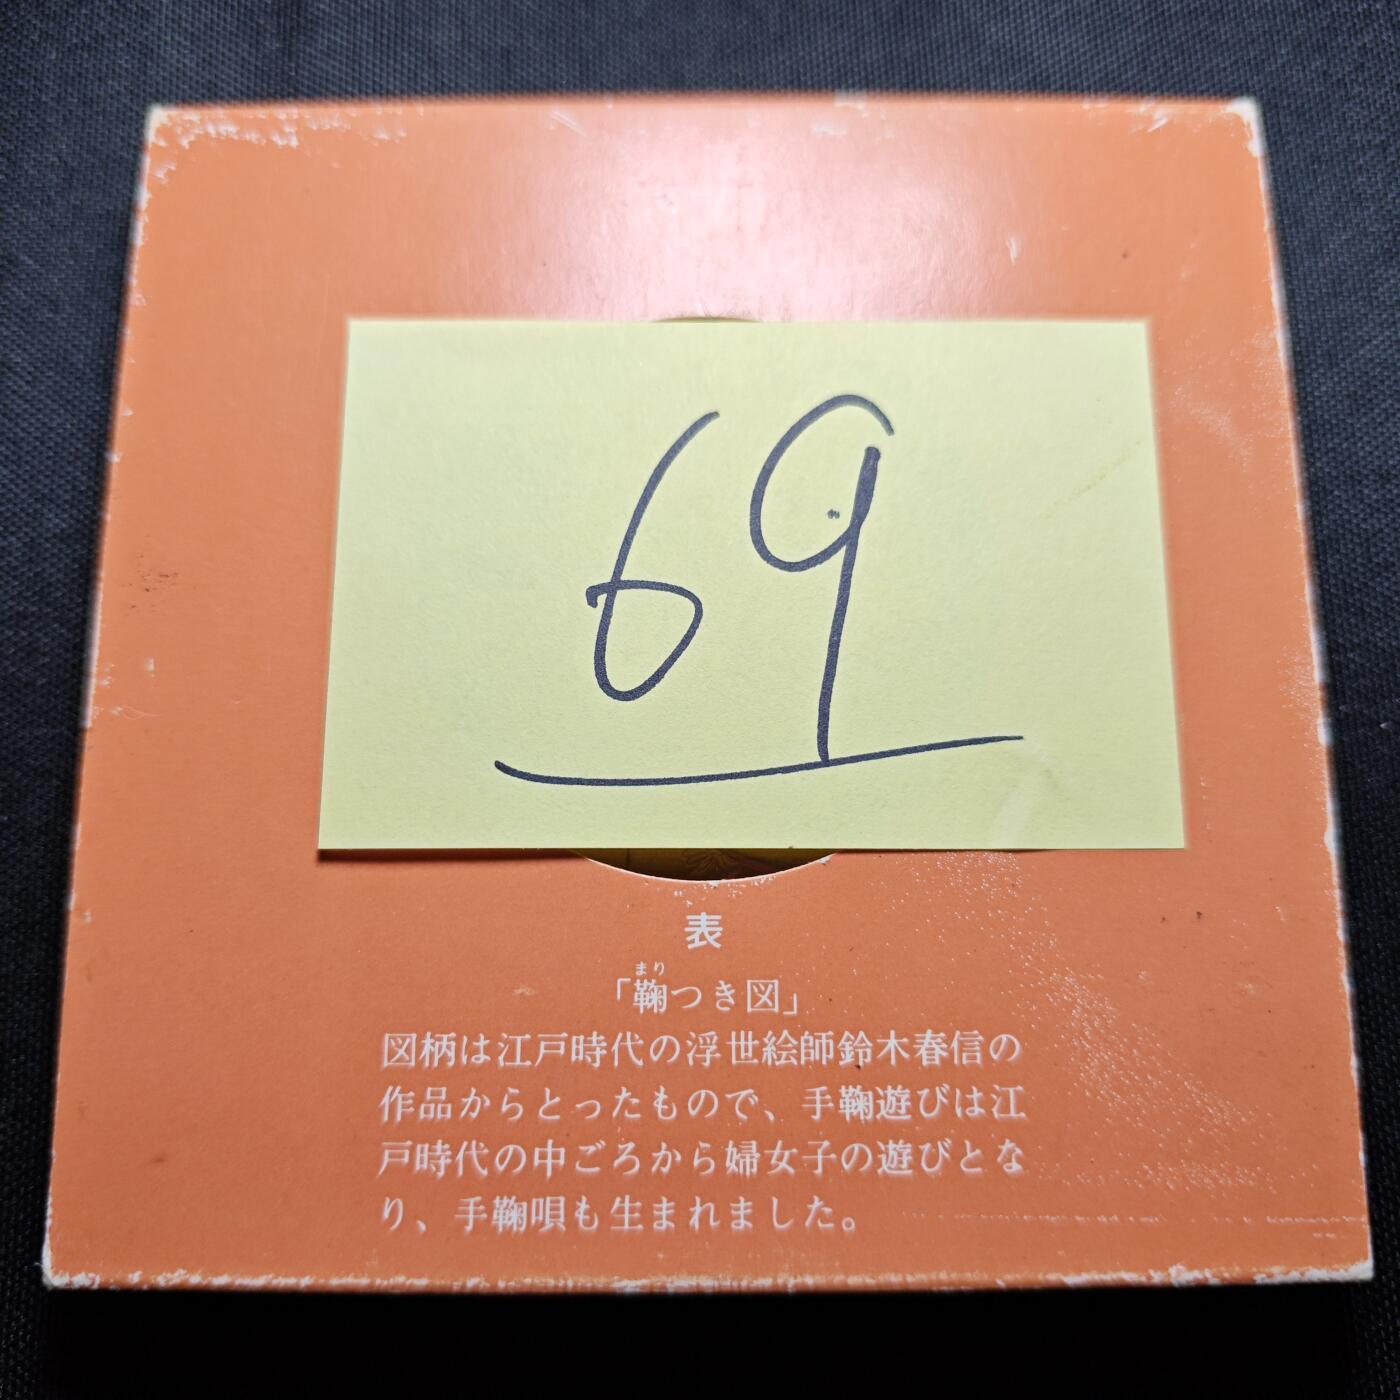 69
表
まり
「鞠つき図」
図柄は江戸時代の浮世絵師鈴木春信の
作品からとったもので、手鞠遊びは江
戸時代の中ごろから婦女子の遊びとな
り、手鞠唄も生まれました。